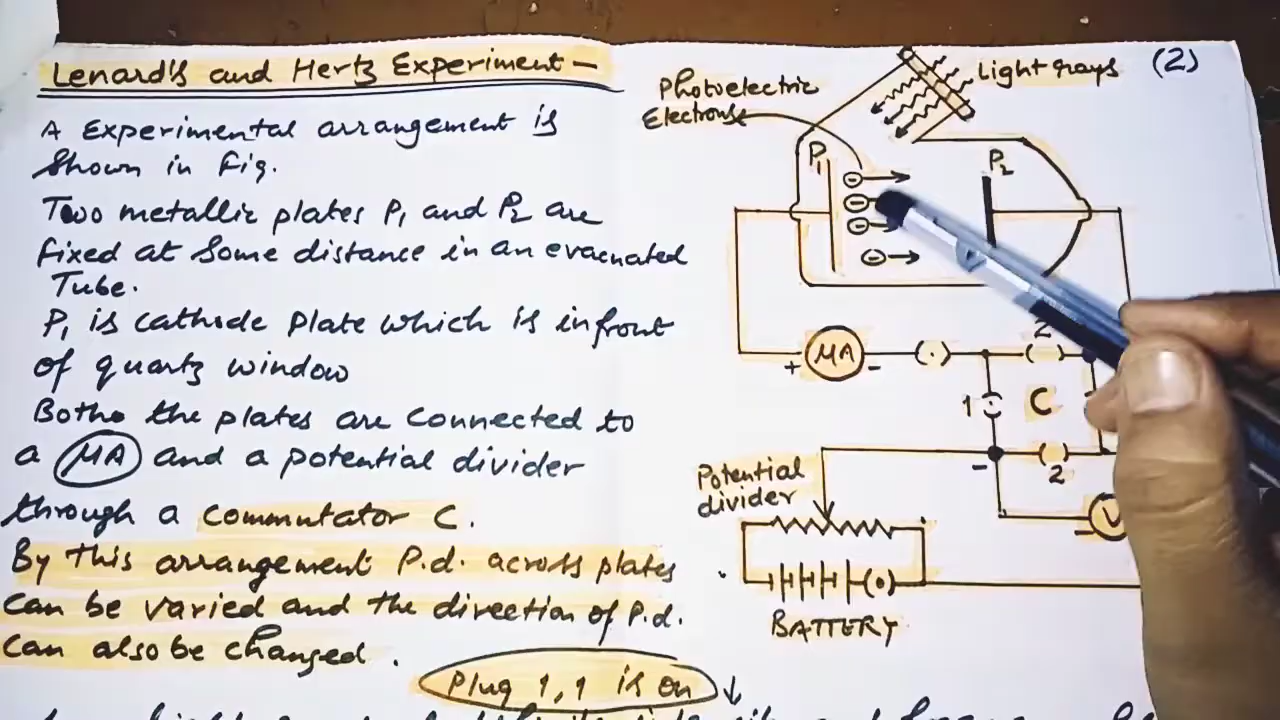 Lenard's and Hertz Experiment -
A Experimental arrangement is
shown in Fig.
Two metallic plates P1 and P2 are
fixed at some distance in an evacuated
Tube.
P1 is cathode plate which is infront
of quartz window
Botho the plates are connected to
a MA and a potential divider
through a commutator C.
By this arrangement P.d. across plates
can be varied and the direction of P.d.
can also be changed.
Plug 1,1 is on
Photoelectric
Electrons
Light rays
(2)
P1
P2
+ MA -
2
1
C
2
-
V
-
Potential
divider
BATTERY